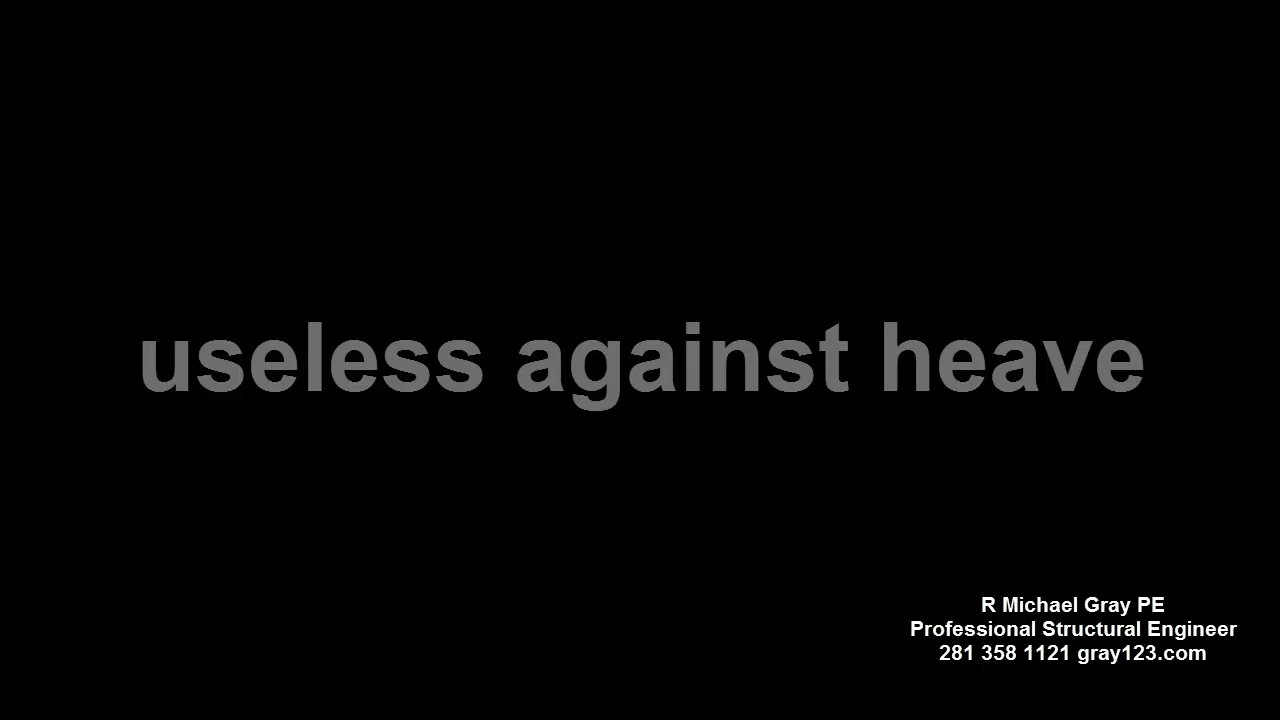 useless against heave
R Michael Gray PE
Professional Structural Engineer
281 358 1121 gray123.com